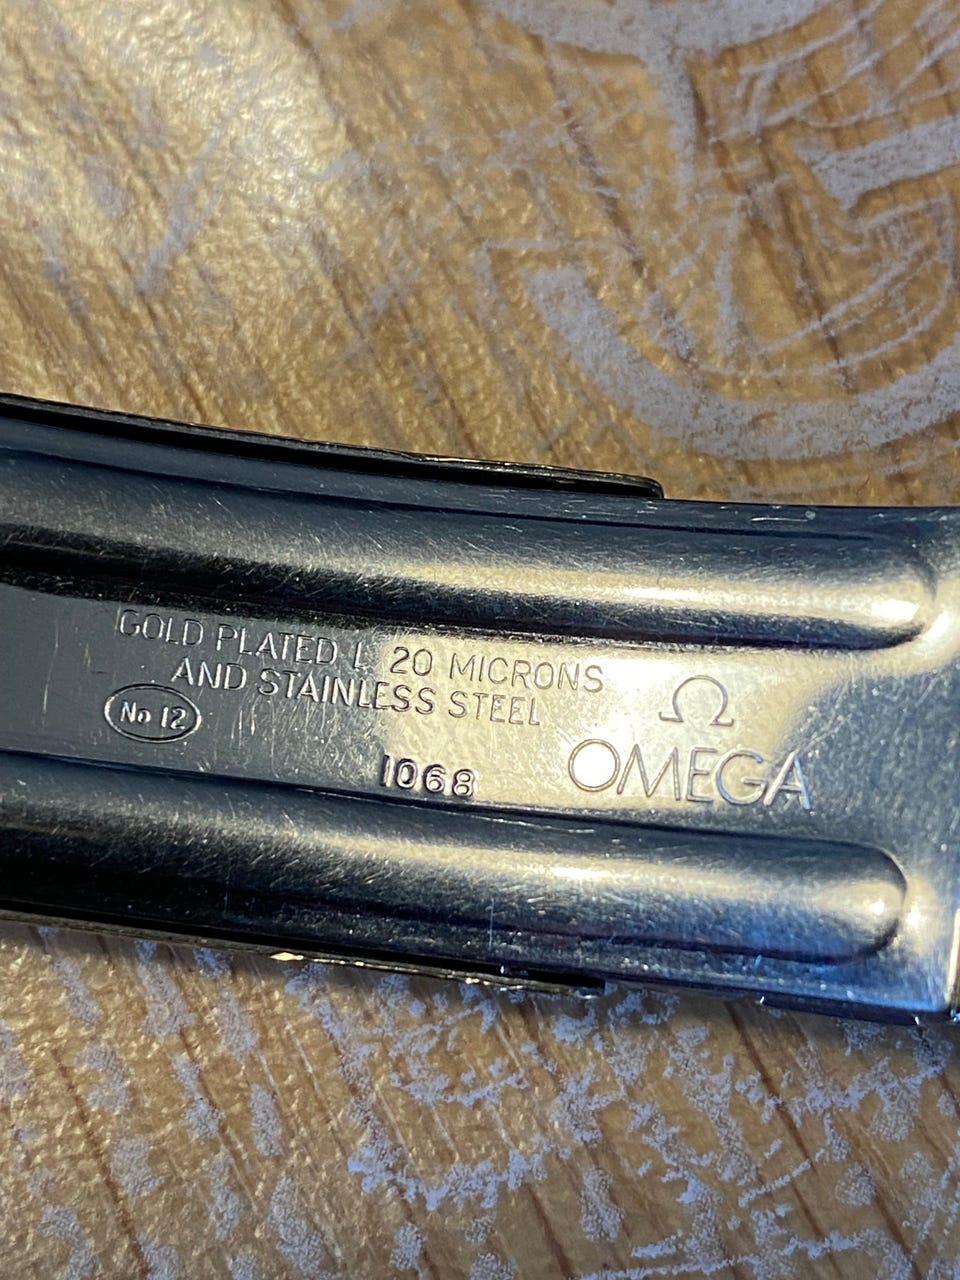 GOLD PLATED L 20 MICRONS
AND STAINLESS STEEL
No 12
1068
Ω
OMEGA